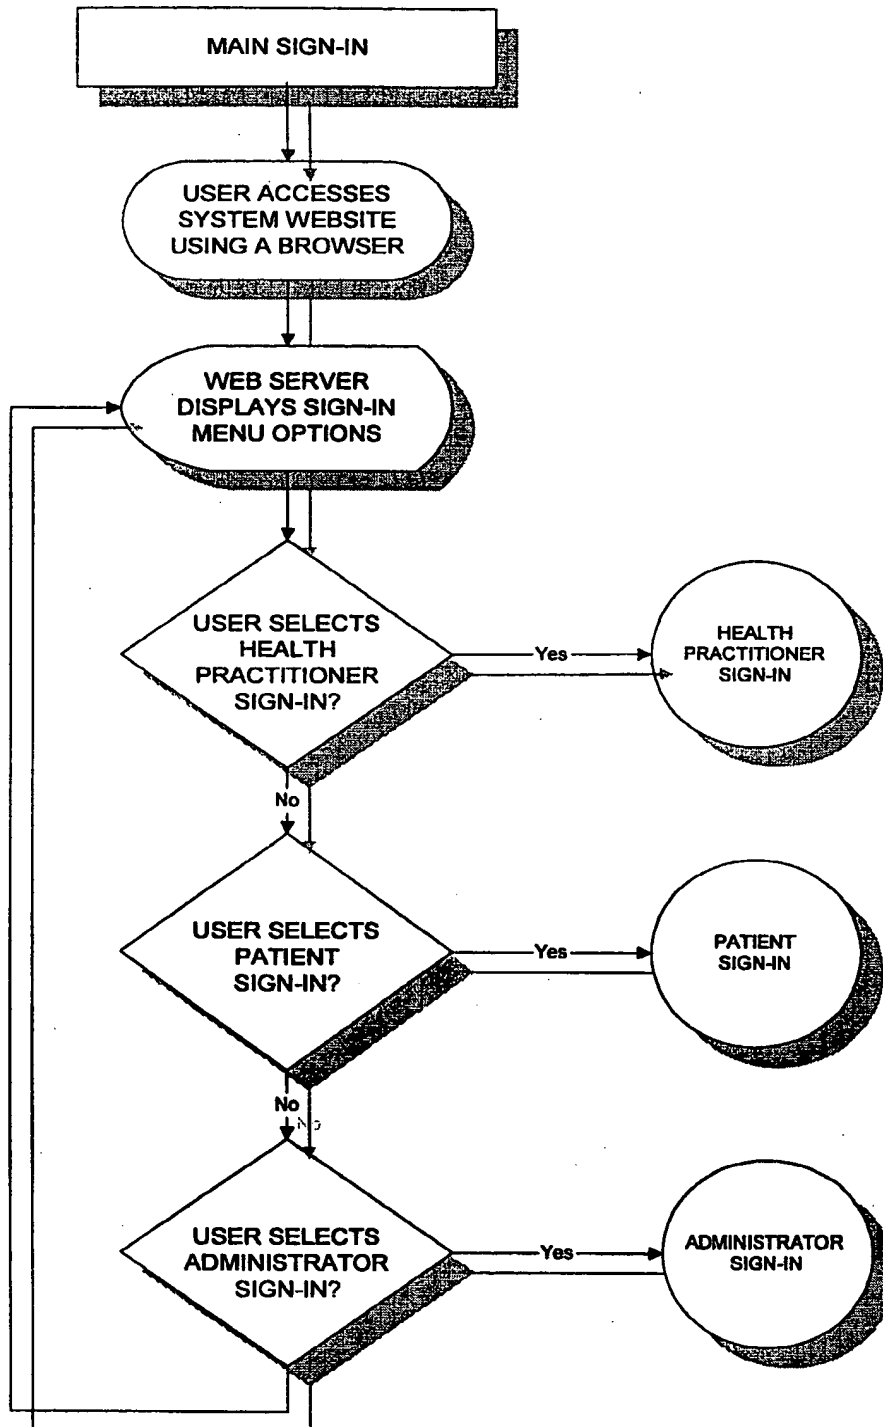 MAIN SIGN-IN
USER ACCESSES
SYSTEM WEBSITE
USING A BROWSER
WEB SERVER
DISPLAYS SIGN-IN
MENU OPTIONS
USER SELECTS
HEALTH
PRACTITIONER
SIGN-IN?
Yes
HEALTH
PRACTITIONER
SIGN-IN
No
USER SELECTS
PATIENT
SIGN-IN?
Yes
PATIENT
SIGN-IN
No
No
USER SELECTS
ADMINISTRATOR
SIGN-IN?
Yes
ADMINISTRATOR
SIGN-IN